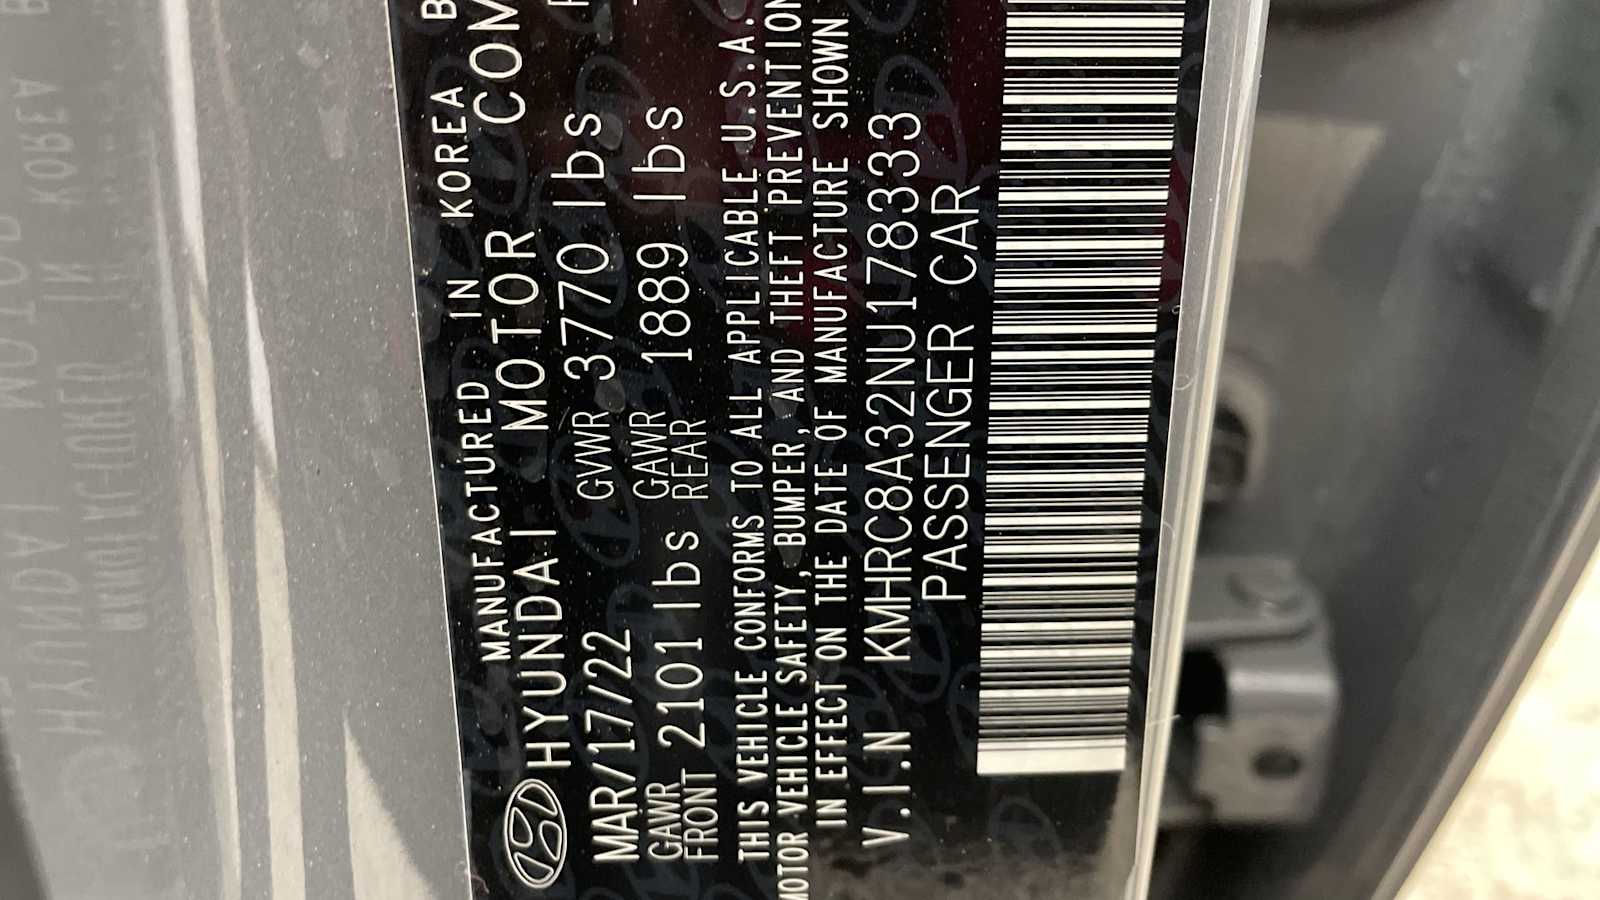 MANUFACTURED IN KOREA B
HYUNDAI MOTOR COM
MAR/17/22 GVWR 3770 lbs
GAWR FRONT 2101 lbs GAWR REAR 1889 lbs
THIS VEHICLE CONFORMS TO ALL APPLICABLE U.S.A.
MOTOR VEHICLE SAFETY, BUMPER, AND THEFT PREVENTION
IN EFFECT ON THE DATE OF MANUFACTURE SHOWN
V.I.N KMHRC8A32NU178333
PASSENGER CAR